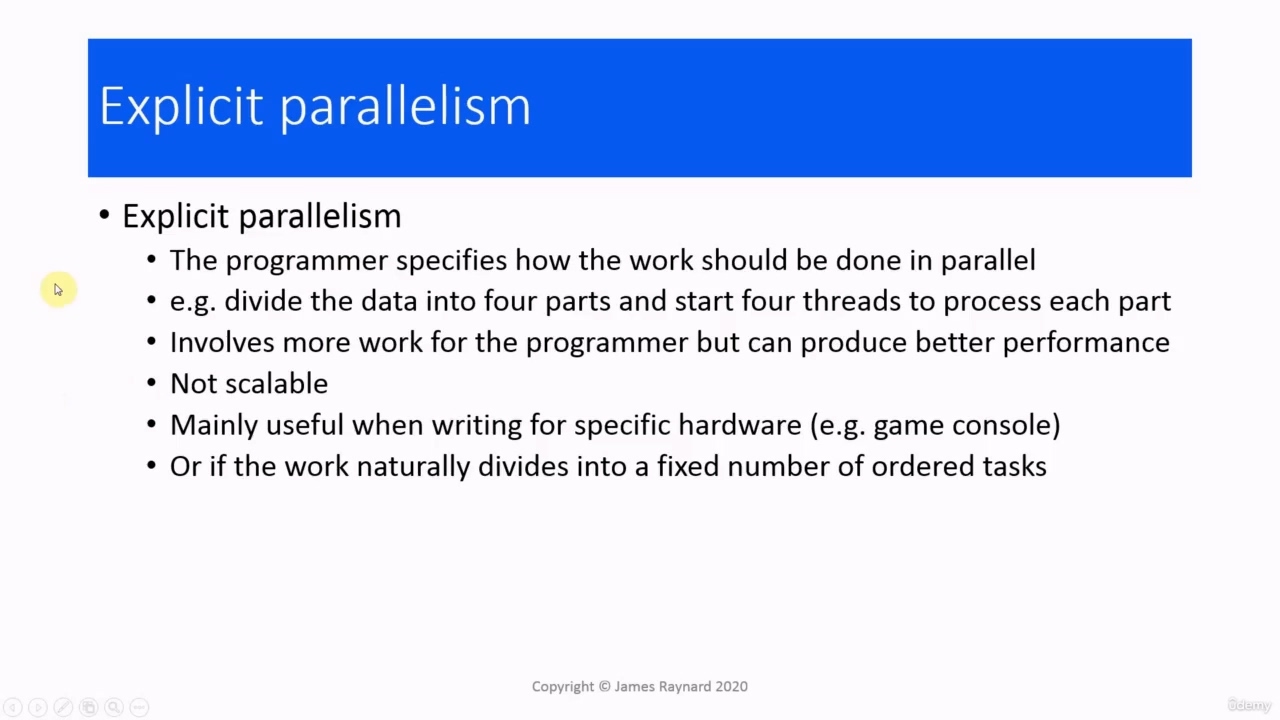 Explicit parallelism
• Explicit parallelism
• The programmer specifies how the work should be done in parallel
• e.g. divide the data into four parts and start four threads to process each part
• Involves more work for the programmer but can produce better performance
• Not scalable
• Mainly useful when writing for specific hardware (e.g. game console)
• Or if the work naturally divides into a fixed number of ordered tasks
Copyright © James Raynard 2020
ûdemy